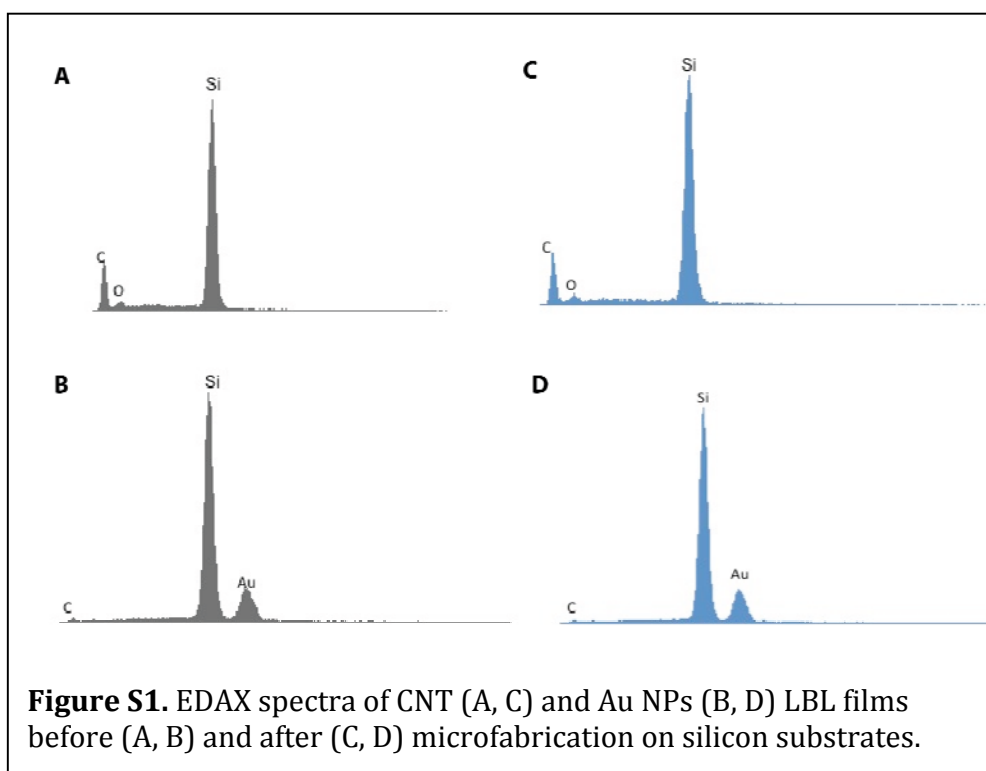 A
Si
C
O
C
Si
C
O
B
Si
Au
C
D
Si
Au
C
Figure S1. EDAX spectra of CNT (A, C) and Au NPs (B, D) LBL films
before (A, B) and after (C, D) microfabrication on silicon substrates.